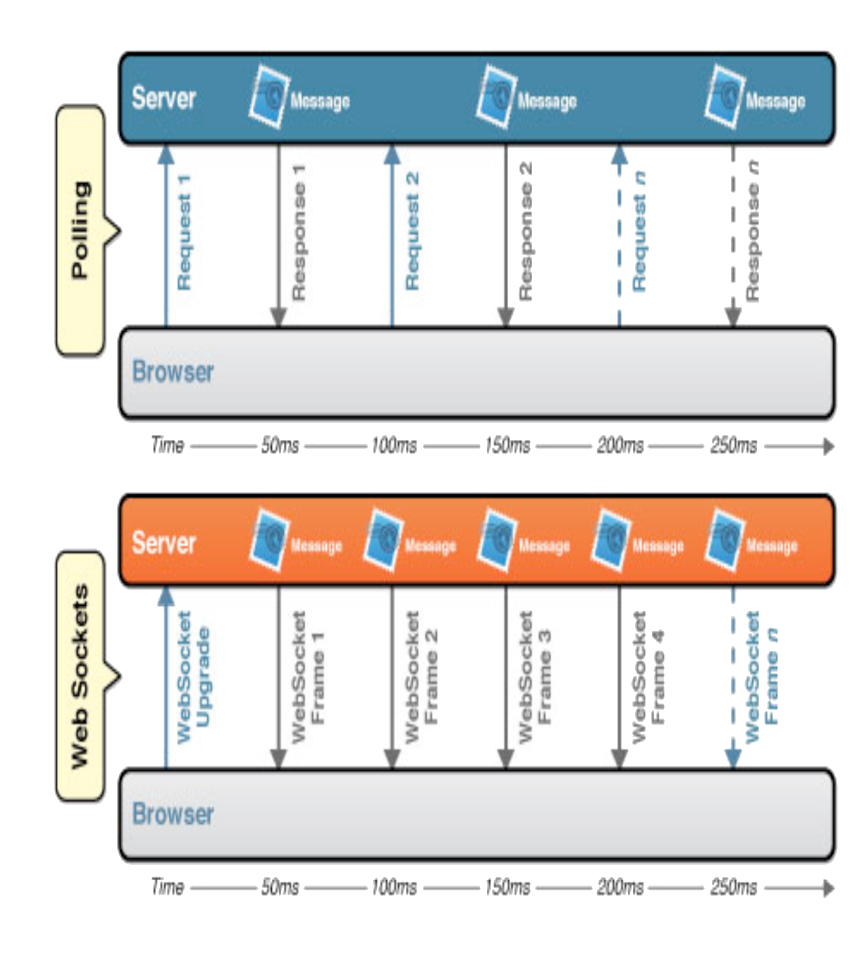 Polling
Server
Message
Message
Message
Request 1
Response 1
Request 2
Response 2
Request n
Response n
Browser
Time
50ms
100ms
150ms
200ms
250ms
Web Sockets
Server
Message
Message
Message
Message
Message
WebSocket
Upgrade
WebSocket
Frame 1
WebSocket
Frame 2
WebSocket
Frame 3
WebSocket
Frame 4
WebSocket
Frame n
Browser
Time
50ms
100ms
150ms
200ms
250ms